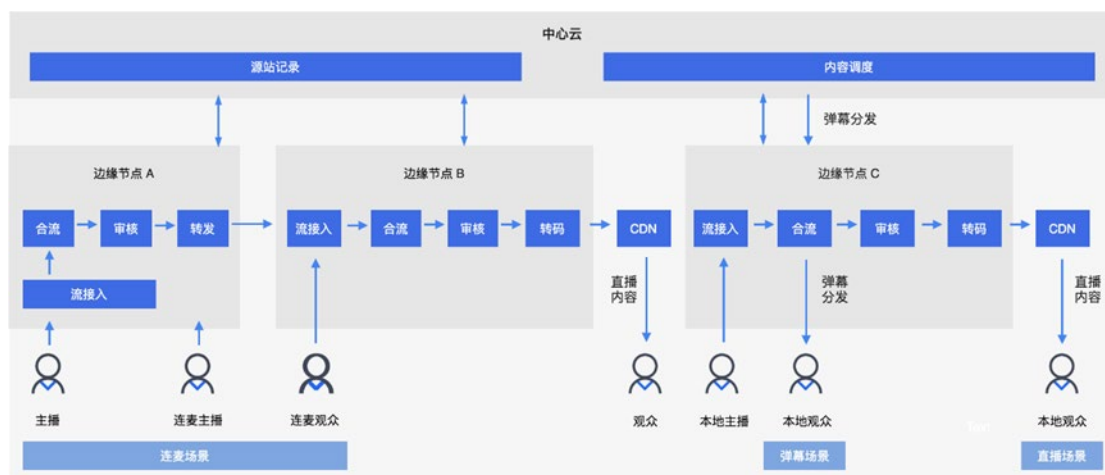 中心云
源站记录
内容调度
弹幕分发
边缘节点 A
边缘节点 B
边缘节点 C
合流
审核
转发
流接入
合流
审核
转码
CDN
流接入
合流
审核
转码
CDN
流接入
直播
内容
弹幕
分发
直播
内容
主播
连麦主播
连麦观众
观众
本地主播
本地观众
本地观众
连麦场景
弹幕场景
直播场景